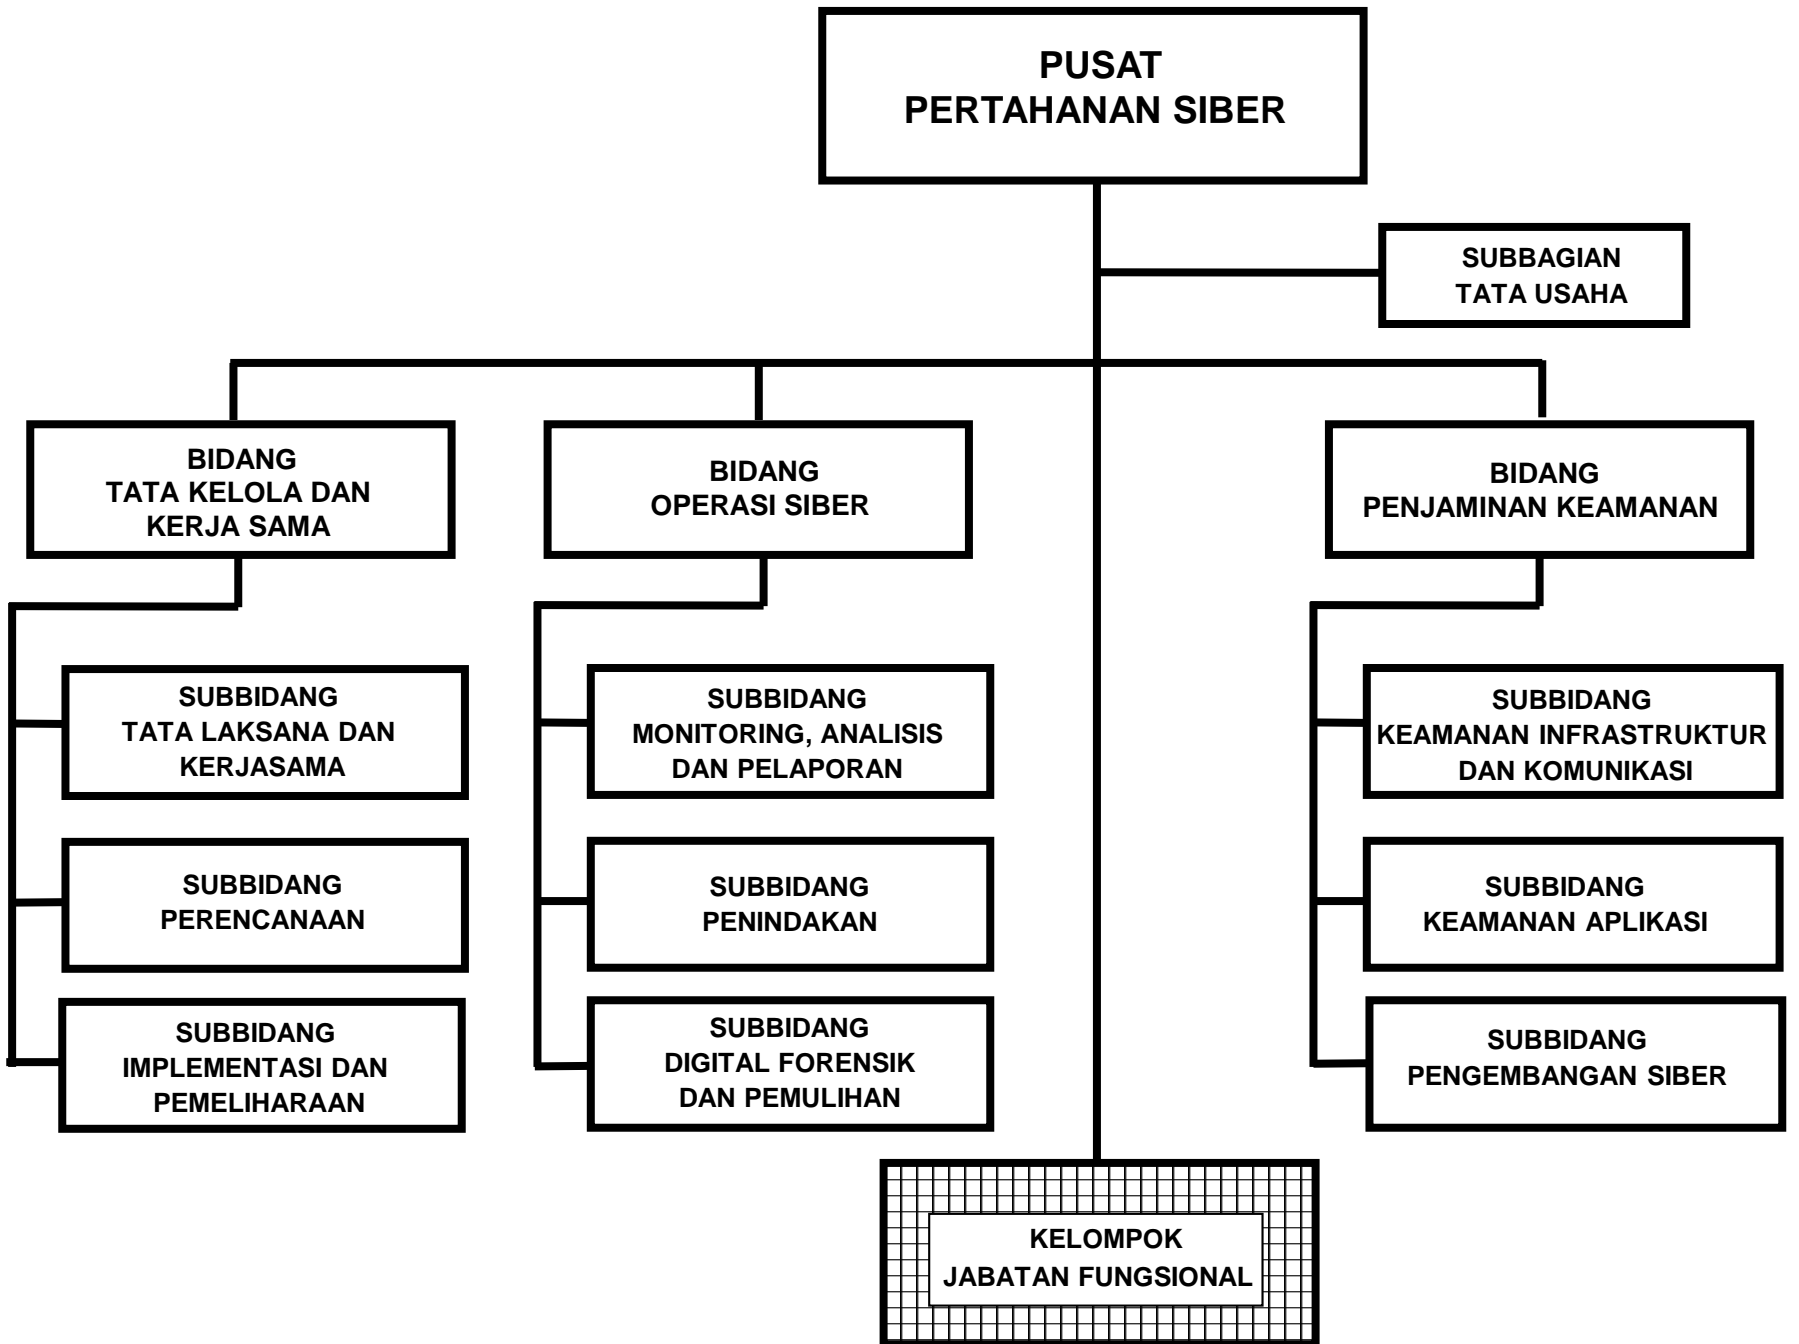 PUSAT
PERTAHANAN SIBER
SUBBAGIAN
TATA USAHA
BIDANG
TATA KELOLA DAN
KERJA SAMA
BIDANG
OPERASI SIBER
BIDANG
PENJAMINAN KEAMANAN
SUBBIDANG
TATA LAKSANA DAN
KERJASAMA
SUBBIDANG
MONITORING, ANALISIS
DAN PELAPORAN
SUBBIDANG
KEAMANAN INFRASTRUKTUR
DAN KOMUNIKASI
SUBBIDANG
PERENCANAAN
SUBBIDANG
PENINDAKAN
SUBBIDANG
KEAMANAN APLIKASI
SUBBIDANG
IMPLEMENTASI DAN
PEMELIHARAAN
SUBBIDANG
DIGITAL FORENSIK
DAN PEMULIHAN
SUBBIDANG
PENGEMBANGAN SIBER
KELOMPOK
JABATAN FUNGSIONAL